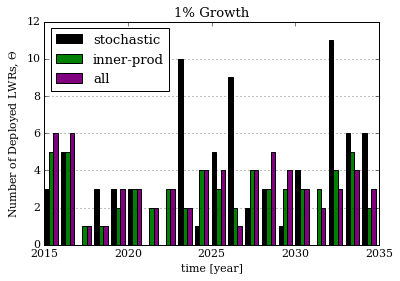 1% Growth
Number of Deployed LWRs, Θ
12
10
8
6
4
2
0
stochastic
inner-prod
all
2015 2020 2025 2030 2035
time [year]